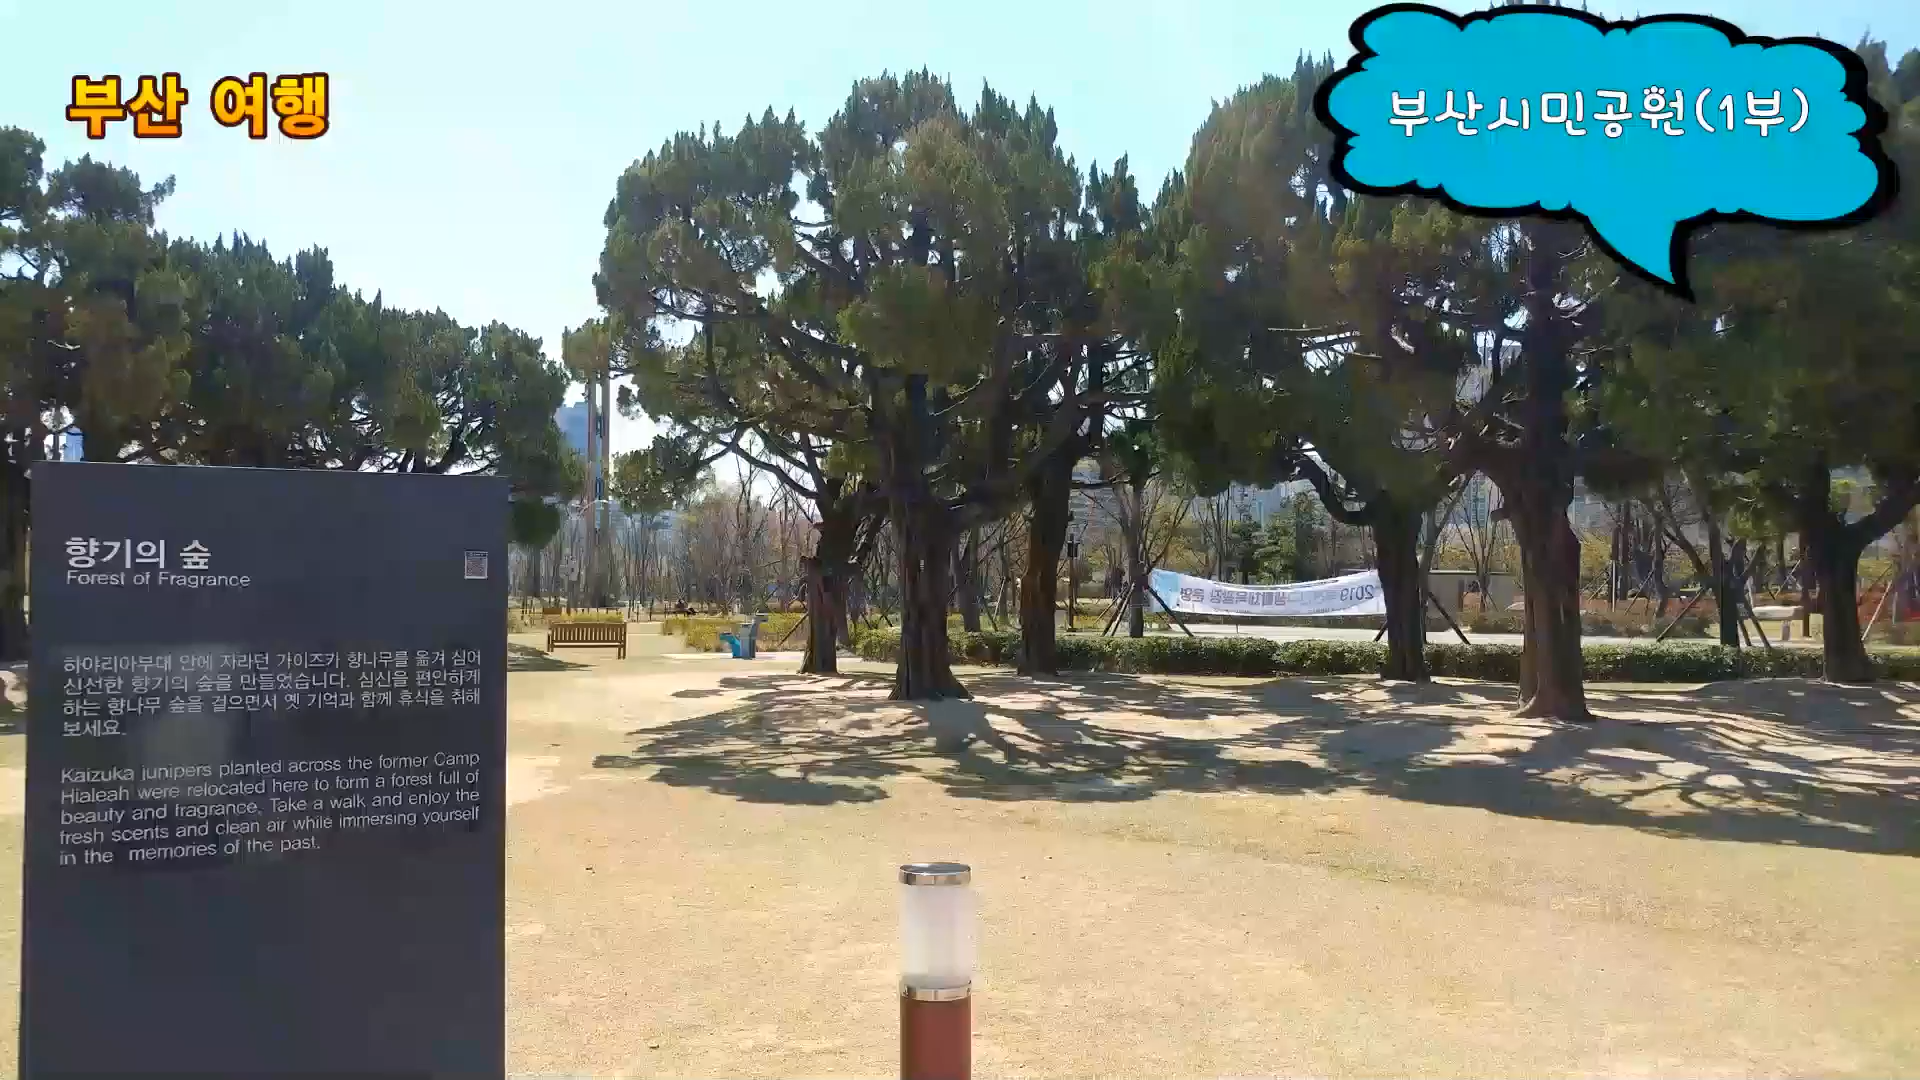 부산 여행
부산시민공원(1부)
향기의 숲
Forest of Fragrance
하야리아부대 안에 자라던 가이즈카 향나무를 옮겨 심어
신선한 향기의 숲을 만들었습니다. 심신을 편안하게
하는 향나무 숲을 걸으면서 옛 기억과 함께 휴식을 취해
보세요.
Kaizuka junipers planted across the former Camp
Hialeah were relocated here to form a forest full of
beauty and fragrance. Take a walk and enjoy the
fresh scents and clean air while immersing yourself
in the memories of the past.
2019